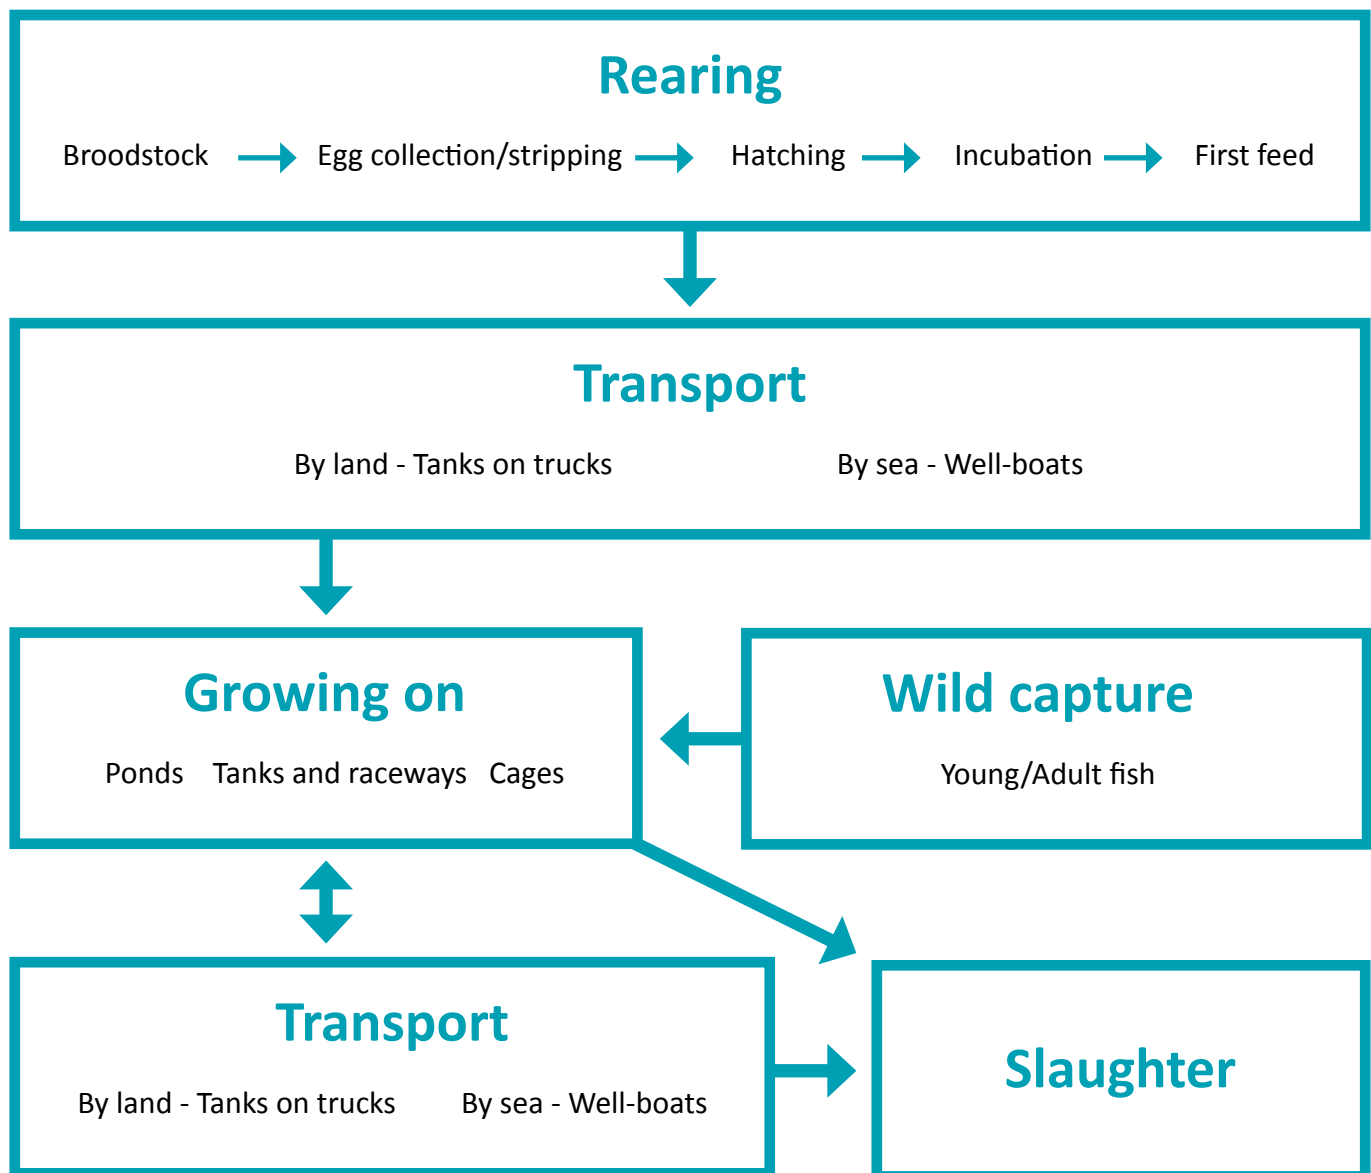 Rearing
Broodstock Egg collection/stripping Hatching Incubation First feed
Transport
By land - Tanks on trucks By sea - Well-boats
Growing on
Ponds Tanks and raceways Cages
Wild capture
Young/Adult fish
Transport
By land - Tanks on trucks By sea - Well-boats
Slaughter